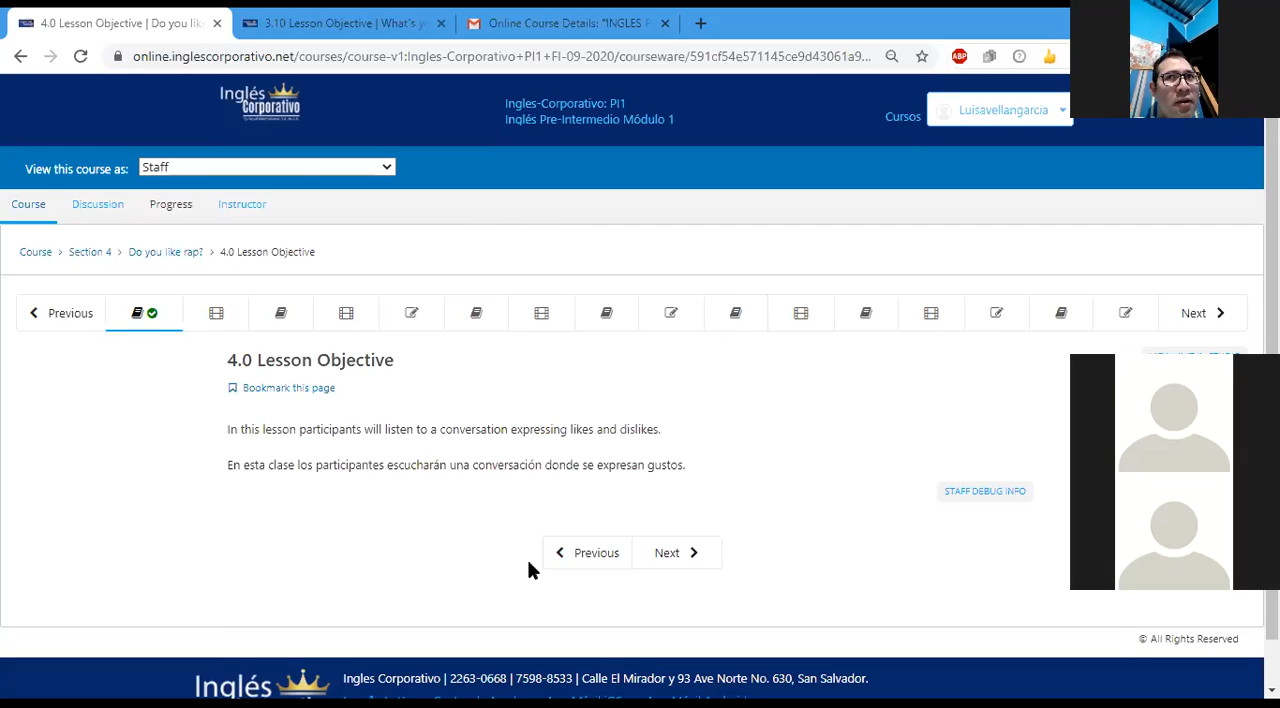 4.0 Lesson Objective | Do you like
3.10 Lesson Objective | What's y
Online Course Details: "INGLES P
online.inglescorporativo.net/courses/course-v1:Ingles-Corporativo+PI1+FI-09-2020/courseware/591cf54e571145ce9d43061a9...
ABP
Inglés
Corporativo
Ingles-Corporativo: PI1
Inglés Pre-Intermedio Módulo 1
Cursos
Luisavellangarcia
View this course as:
Staff
Course
Discussion
Progress
Instructor
Course > Section 4 > Do you like rap? > 4.0 Lesson Objective
Previous
Next
4.0 Lesson Objective
Bookmark this page
In this lesson participants will listen to a conversation expressing likes and dislikes.
En esta clase los participantes escucharán una conversación donde se expresan gustos.
STAFF DEBUG INFO
Previous
Next
© All Rights Reserved
Inglés
Ingles Corporativo | 2263-0668 | 7598-8533 | Calle El Mirador y 93 Ave Norte No. 630, San Salvador.